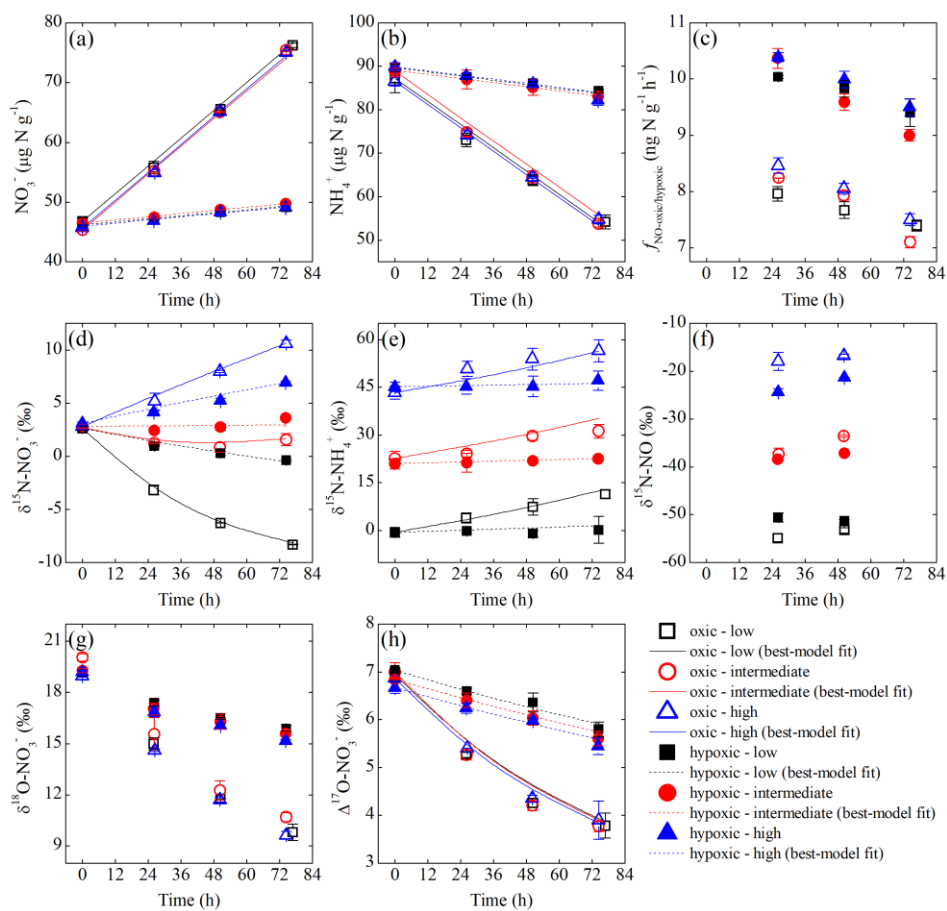 (a)
80
70
60
50
40
NO₃⁻ (µg N g⁻¹)
0 12 24 36 48 60 72 84
Time (h)
(b)
100
90
80
70
60
50
NH₄⁺ (µg N g⁻¹)
0 12 24 36 48 60 72 84
Time (h)
(c)
11
10
9
8
7
f NO-oxic/hypoxic (ng N g⁻¹ h⁻¹)
0 12 24 36 48 60 72 84
Time (h)
(d)
10
5
0
-5
-10
δ¹⁵N-NO₃⁻ (‰)
0 12 24 36 48 60 72 84
Time (h)
(e)
60
45
30
15
0
δ¹⁵N-NH₄⁺ (‰)
0 12 24 36 48 60 72 84
Time (h)
(f)
-10
-20
-30
-40
-50
-60
δ¹⁵N-NO (‰)
0 12 24 36 48 60 72 84
Time (h)
(g)
21
18
15
12
9
δ¹⁸O-NO₃⁻ (‰)
0 12 24 36 48 60 72 84
Time (h)
(h)
8
7
6
5
4
3
Δ¹⁷O-NO₃⁻ (‰)
0 12 24 36 48 60 72 84
Time (h)
oxic - low
oxic - low (best-model fit)
oxic - intermediate
oxic - intermediate (best-model fit)
oxic - high
oxic - high (best-model fit)
hypoxic - low
hypoxic - low (best-model fit)
hypoxic - intermediate
hypoxic - intermediate (best-model fit)
hypoxic - high
hypoxic - high (best-model fit)